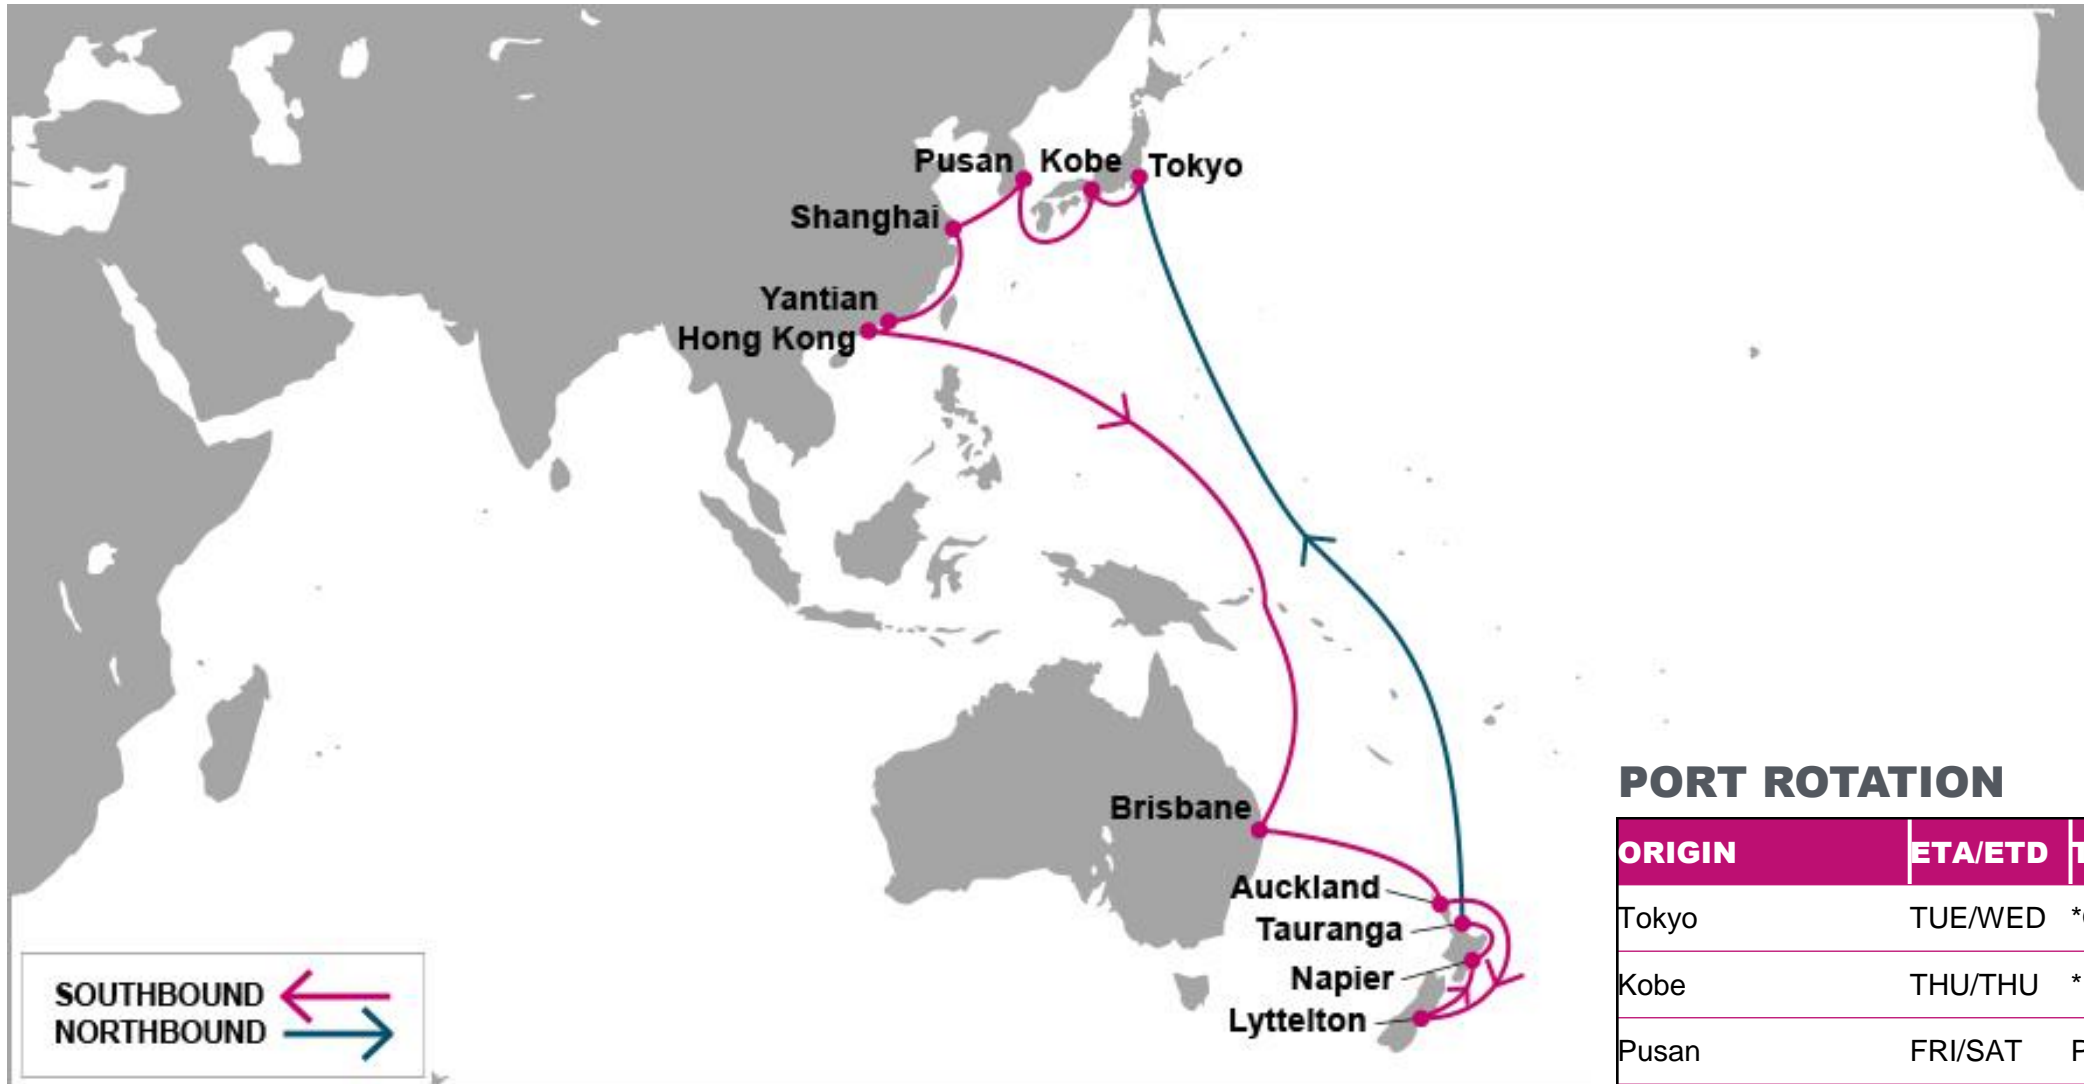 Pusan Kobe Tokyo
Shanghai
Yantian
Hong Kong
Brisbane
Auckland
Tauranga
Napier
Lyttelton
SOUTHBOUND
NORTHBOUND
PORT ROTATION
ORIGIN ETA/ETD
Tokyo TUE/WED
Kobe THU/THU *
Pusan FRI/SAT